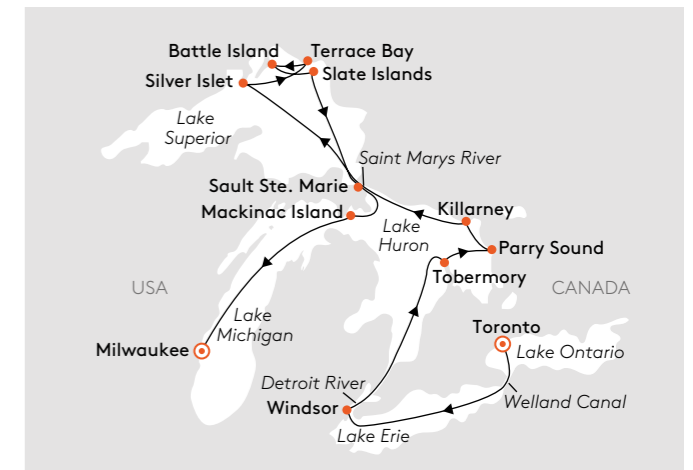 Battle Island
Terrace Bay
Silver Islet
Slate Islands
Lake
Superior
Saint Marys River
Sault Ste. Marie
Mackinac Island
Killarney
Lake
Huron
Parry Sound
Tobermory
USA
CANADA
Lake
Michigan
Toronto
Milwaukee
Lake Ontario
Detroit River
Welland Canal
Windsor
Lake Erie